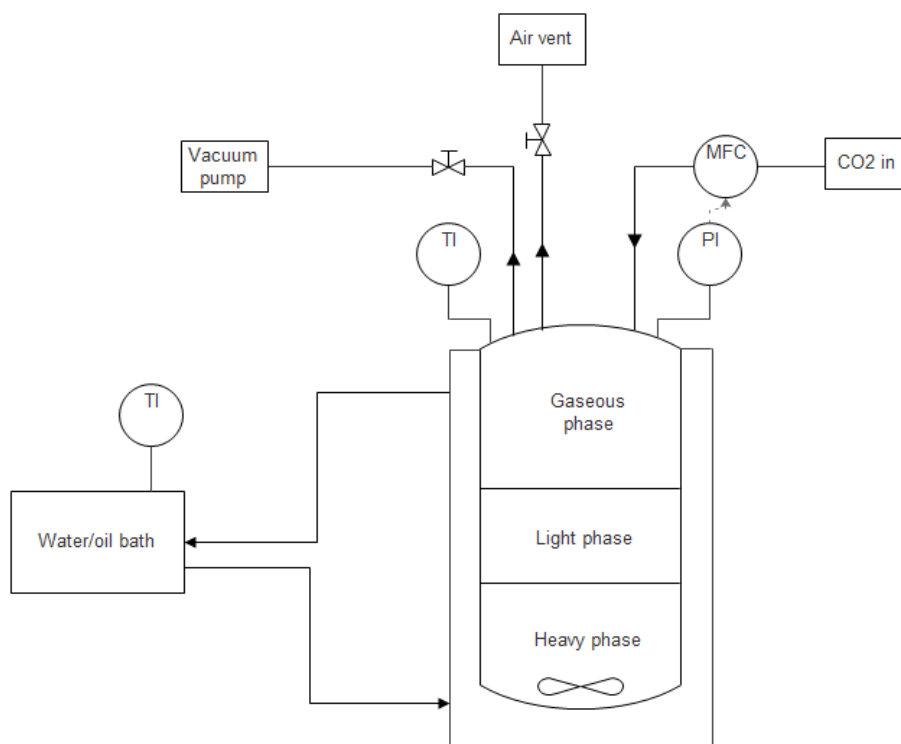 Air vent
Vacuum
pump
MFC
CO2 in
TI
PI
TI
Gaseous
phase
Water/oil bath
Light phase
Heavy phase